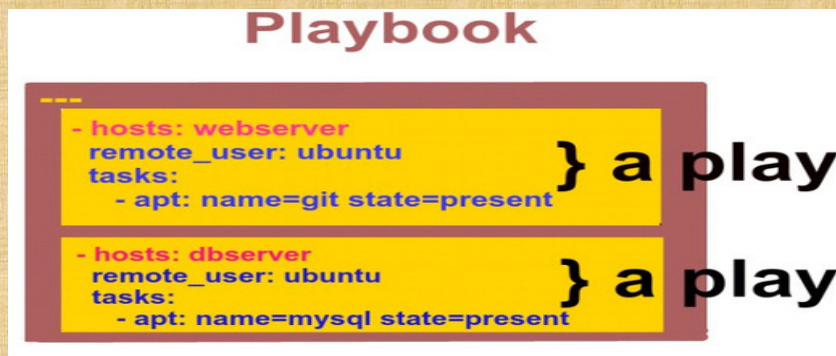 Playbook
---
- hosts: webserver
remote_user: ubuntu
tasks:
- apt: name=git state=present
} a play
- hosts: dbserver
remote_user: ubuntu
tasks:
- apt: name=mysql state=present
} a play